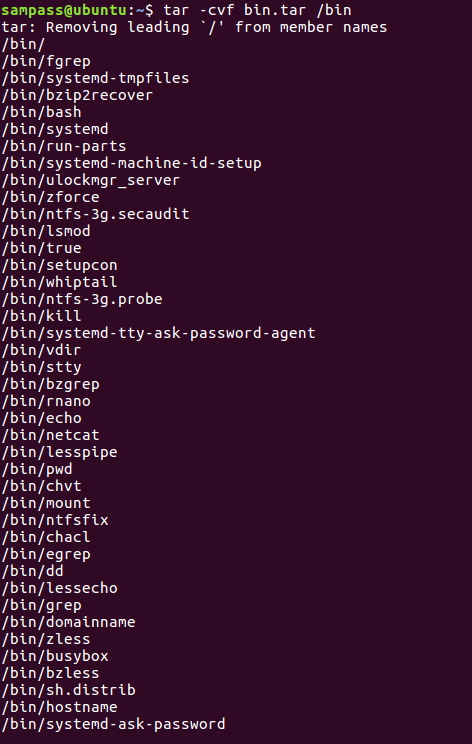 sampass@ubuntu:~$ tar -cvf bin.tar /bin
tar: Removing leading `/' from member names
/bin/
/bin/fgrep
/bin/systemd-tmpfiles
/bin/bzip2recover
/bin/bash
/bin/systemd
/bin/run-parts
/bin/systemd-machine-id-setup
/bin/ulockmgr_server
/bin/zforce
/bin/ntfs-3g.secaudit
/bin/lsmod
/bin/true
/bin/setupcon
/bin/whiptail
/bin/ntfs-3g.probe
/bin/kill
/bin/systemd-tty-ask-password-agent
/bin/vdir
/bin/stty
/bin/bzgrep
/bin/rnano
/bin/echo
/bin/netcat
/bin/lesspipe
/bin/pwd
/bin/chvt
/bin/mount
/bin/ntfsfix
/bin/chacl
/bin/egrep
/bin/dd
/bin/lessecho
/bin/grep
/bin/domainname
/bin/zless
/bin/busybox
/bin/bzless
/bin/sh.distrib
/bin/hostname
/bin/systemd-ask-password